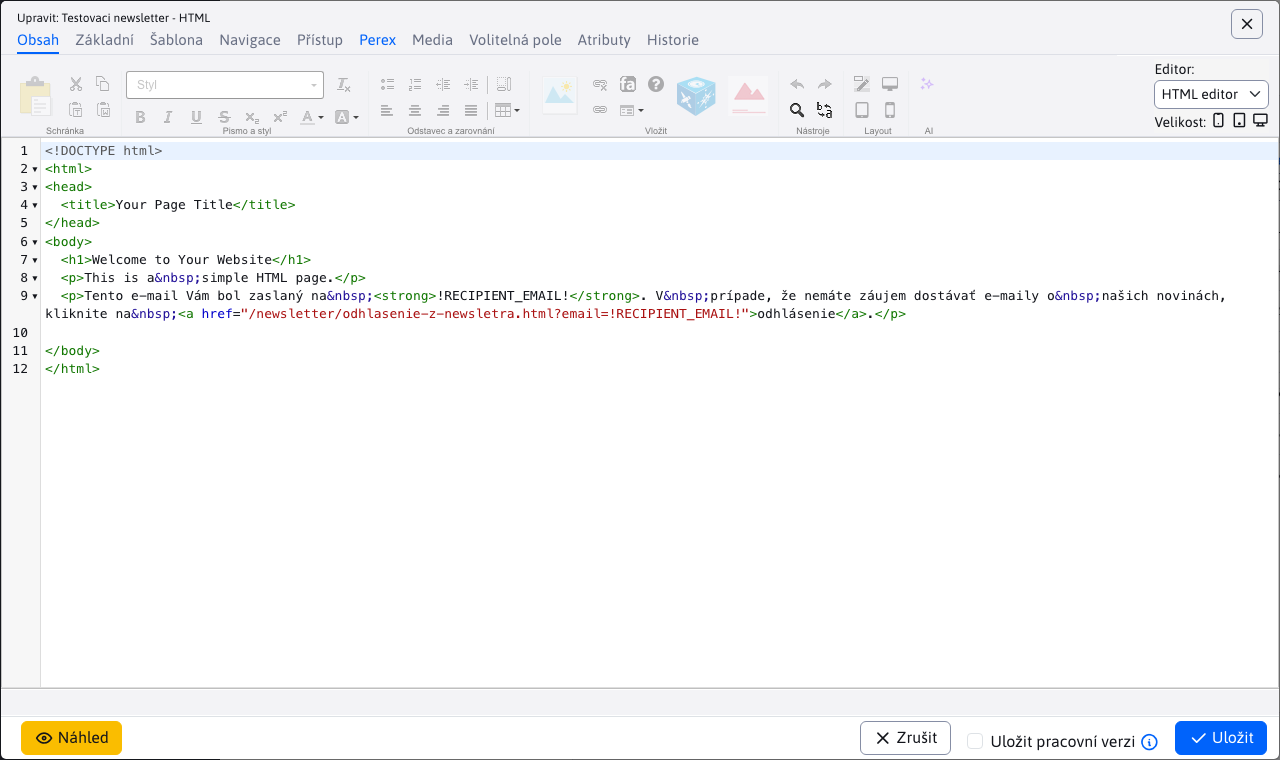 Upravit: Testovaci newsletter - HTML
Obsah Základní Šablona Navigace Přístup Perex Media Volitelná pole Atributy Historie
Styl
Schránka Písmo a styl Odstavec a zarovnání Vložit Nástroje Layout AI
Editor:
HTML editor
Velikost:
1 <!DOCTYPE html>
2 <html>
3 <head>
4 <title>Your Page Title</title>
5 </head>
6 <body>
7 <h1>Welcome to Your Website</h1>
8 <p>This is a&nbsp;simple HTML page.</p>
9 <p>Tento e-mail Vám bol zaslaný na&nbsp;<strong>!RECIPIENT_EMAIL!</strong>. V&nbsp;prípade, že nemáte záujem dostávať e-maily o&nbsp;našich novinách,
kliknite na&nbsp;<a href="/newsletter/odhlasenie-z-newsletra.html?email=!RECIPIENT_EMAIL!">odhlásenie</a>.</p>
10
11 </body>
12 </html>
Náhled Zrušit Uložit pracovní verzi Uložit